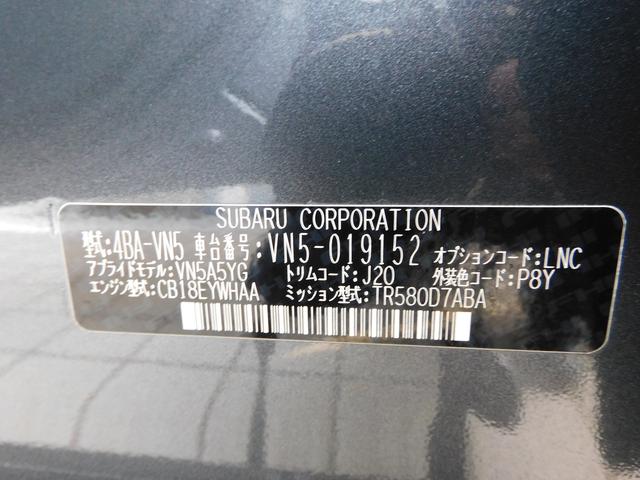 SUBARU CORPORATION
型式:4BA-VN5 車台番号:VN5-019152 オプションコード:LNC
アプライドモデル:VN5A5YG トリムコード:J20 外装色コード:P8Y
エンジン型式:CB18EYWHAA ミッション型式:TR580D7ABA